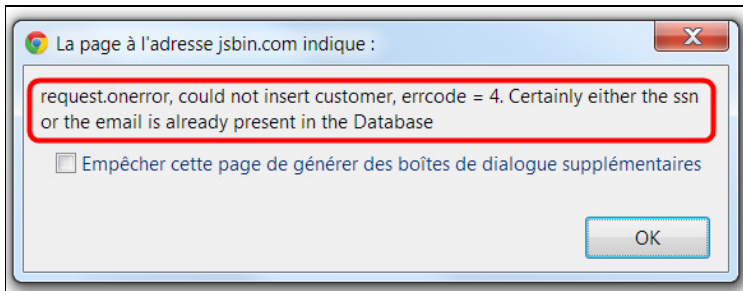 La page à l'adresse jsbin.com indique :
request.onerror, could not insert customer, errcode = 4. Certainly either the ssn
or the email is already present in the Database
Empêcher cette page de générer des boîtes de dialogue supplémentaires
OK